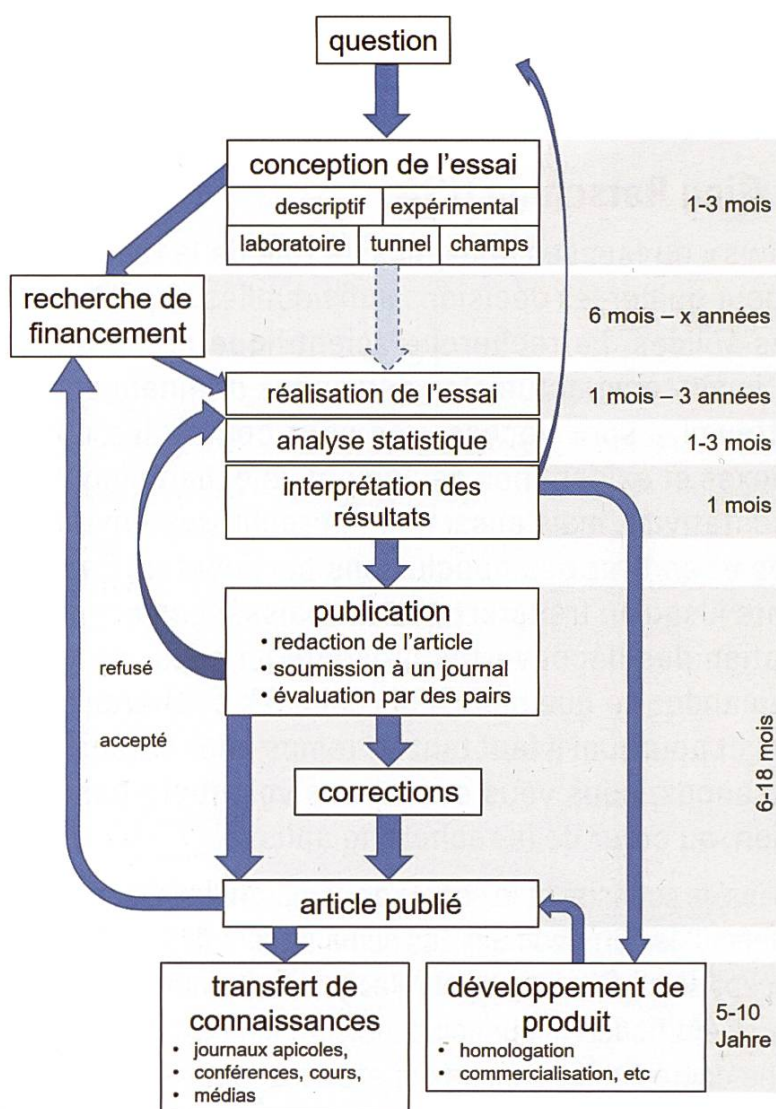 question
conception de l'essai
descriptif expérimental
laboratoire tunnel champs
1-3 mois
recherche de
financement
6 mois – x années
réalisation de l'essai
1 mois – 3 années
analyse statistique
1-3 mois
interprétation des
résultats
1 mois
publication
• redaction de l'article
• soumission à un journal
• évaluation par des pairs
refusé
accepté
corrections
6-18 mois
article publié
transfert de
connaissances
• journaux apicoles,
• conférences, cours,
• médias
développement de
produit
• homologation
• commercialisation, etc
5-10
Jahre